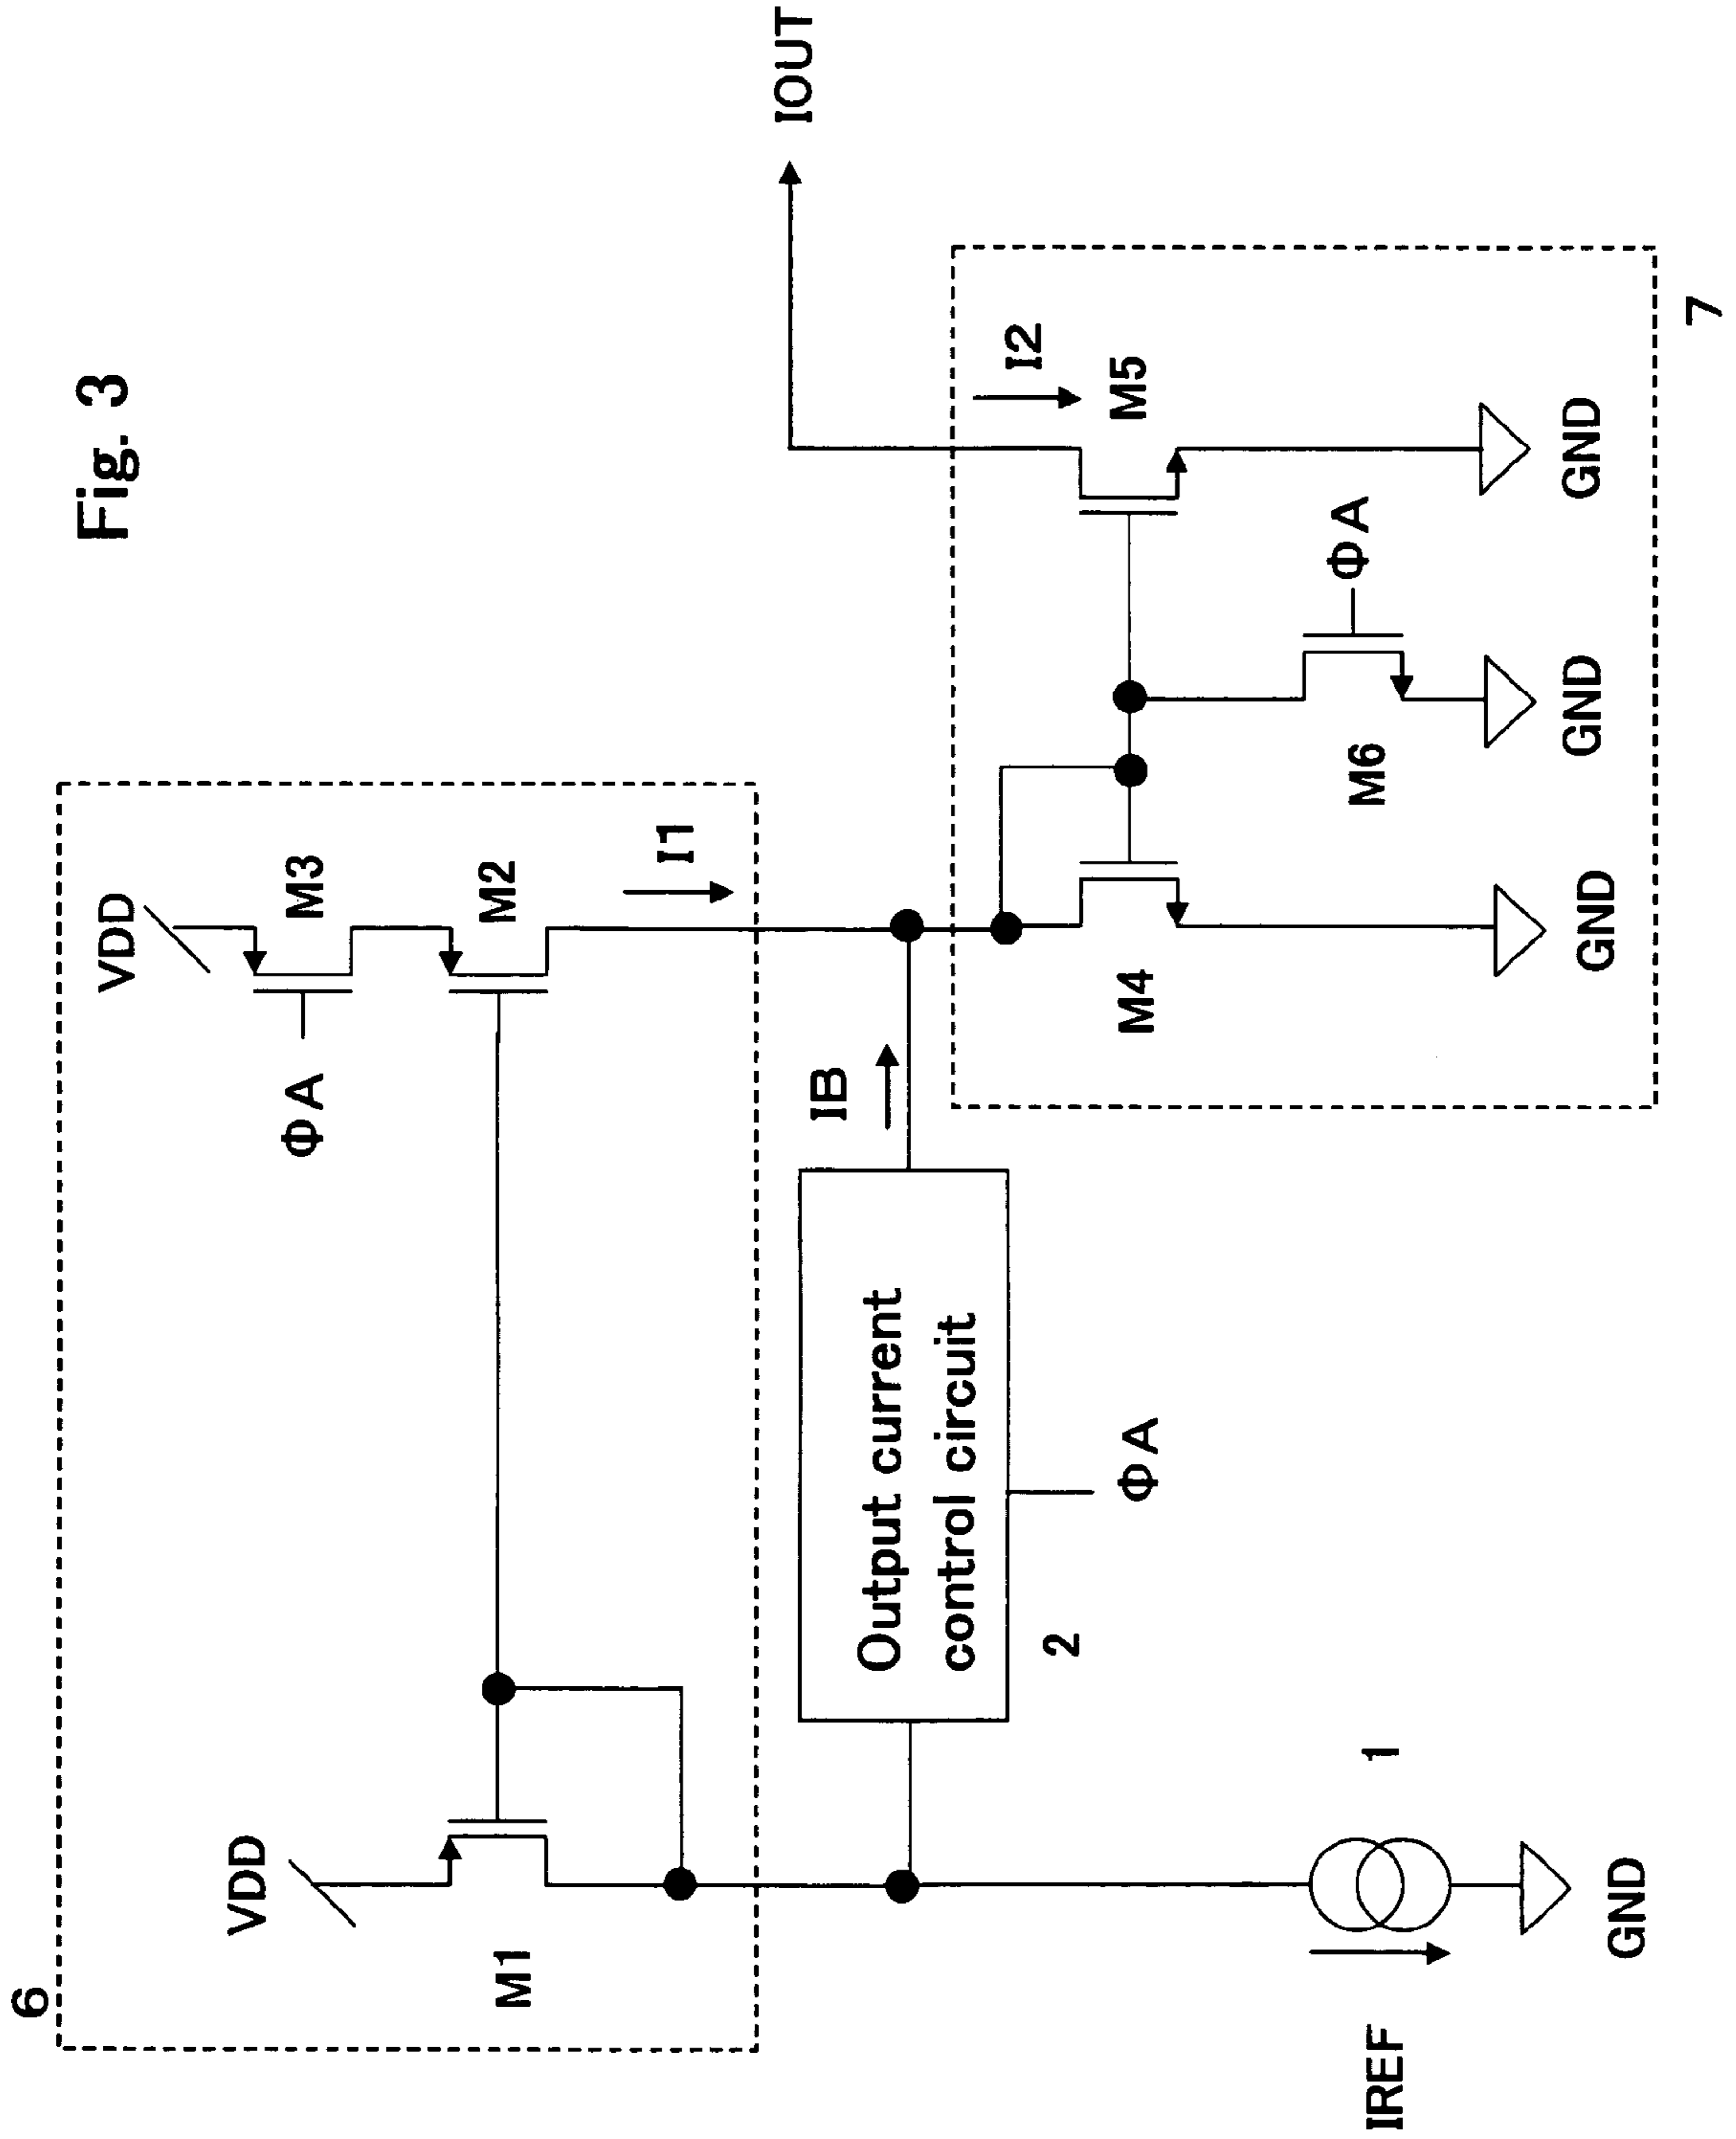 Fig. 3
6
VDD
VDD
ΦA
M3
M1
M2
I1
IOUT
Output current
control circuit
IB
2
ΦA
I2
M4
M5
ΦA
M6
IREF
1
GND
GND
GND
GND
7